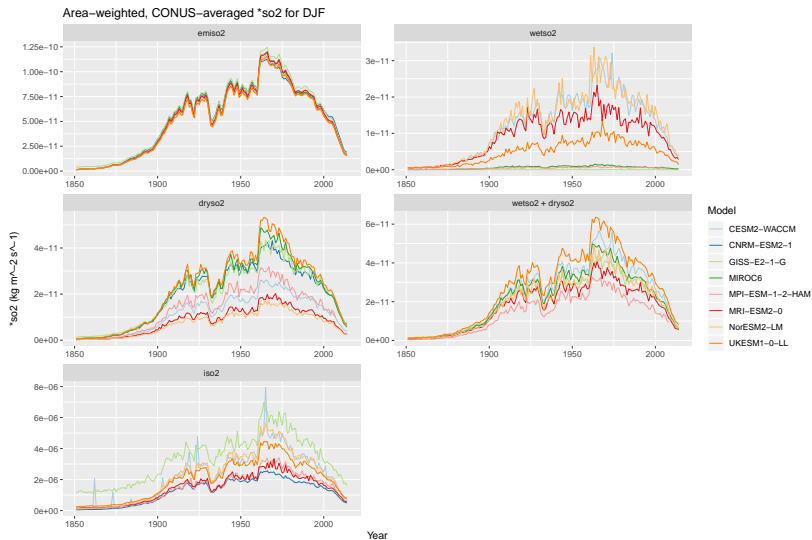 Area-weighted, CONUS-averaged *so2 for DJF
emiso2
1.25e-10
1.00e-10
7.50e-11
5.00e-11
2.50e-11
0.00e+00
1850 1900 1950 2000
wetso2
3e-11
2e-11
1e-11
0e+00
1850 1900 1950 2000
dryso2
4e-11
2e-11
0e+00
1850 1900 1950 2000
wetso2 + dryso2
6e-11
4e-11
2e-11
0e+00
1850 1900 1950 2000
iso2
8e-06
6e-06
4e-06
2e-06
0e+00
1850 1900 1950 2000
*so2 (kg m^-2 s^-1)
Year
Model
CESM2-WACCM
CNRM-ESM2-1
GISS-E2-1-G
MIROC6
MPI-ESM-1-2-HAM
MRI-ESM2-0
NorESM2-LM
UKESM1-0-LL